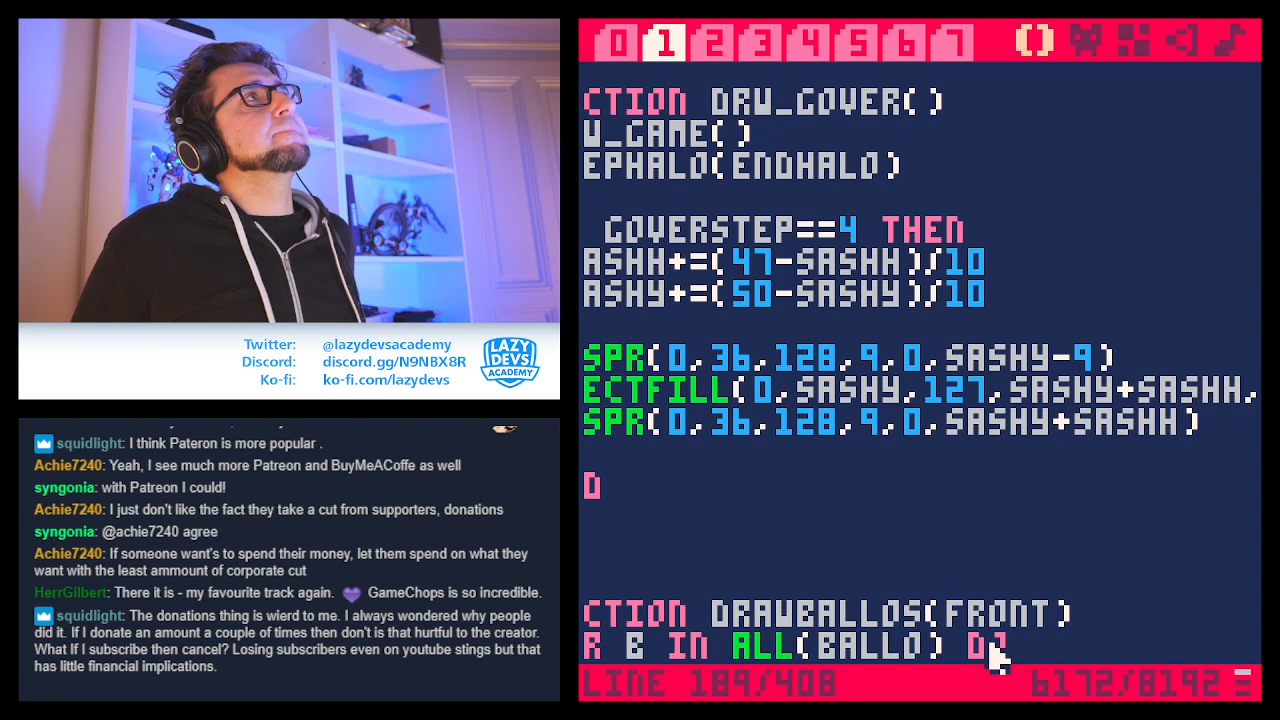 Twitter: @lazydevsacademy
Discord: discord.gg/N9NBX8R
Ko-fi: ko-fi.com/lazydevs
LAZY
DEVS
ACADEMY
squidlight: I think Pateron is more popular .
Achie7240: Yeah, I see much more Patreon and BuyMeACoffe as well
syngonia: with Patreon I could!
Achie7240: I just don't like the fact they take a cut from supporters, donations
syngonia: @achie7240 agree
Achie7240: If someone want's to spend their money, let them spend on what they
want with the least ammount of corporate cut
HerrGilbert: There it is - my favourite track again. 💜 GameChops is so incredible.
squidlight: The donations thing is wierd to me. I always wondered why people
did it. If I donate an amount a couple of times then don't is that hurtful to the creator.
What If I subscribe then cancel? Losing subscribers even on youtube stings but that
has little financial implications.
0 1 2 3 4 5 6 7 ()
CTION DRW_GOVER()
W_GAME()
EPHALO(ENDHALO)
GOVERSTEP==4 THEN
ASHH+=(47-SASHH)/10
ASHY+=(50-SASHY)/10
SPR(0,36,128,9,0,SASHY-9)
ECTFILL(0,SASHY,127,SASHY+SASHH,
SPR(0,36,128,9,0,SASHY+SASHH)
D
CTION DRAWBALLOS(FRONT)
R B IN ALL(BALLO) D
LINE 189/408 6172/8192